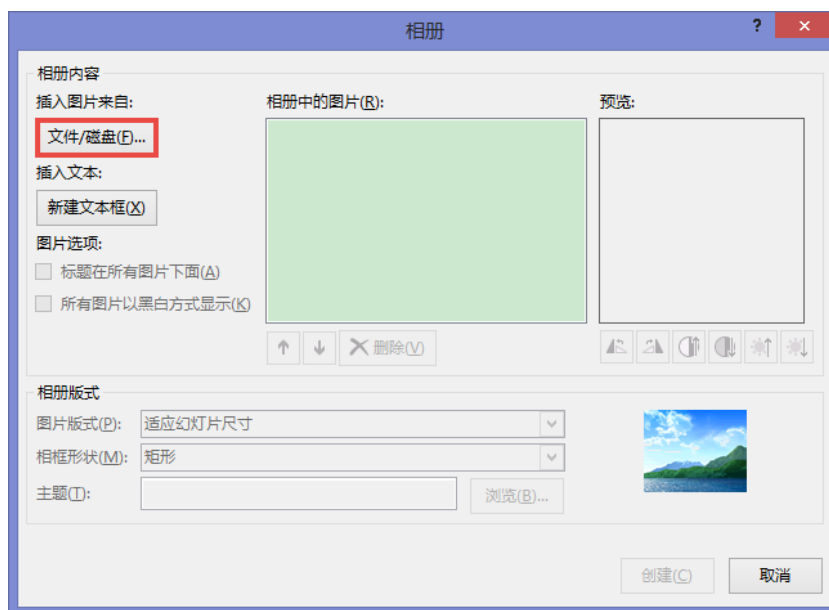 相册
?
相册内容
插入图片来自:
文件/磁盘(F)...
插入文本:
新建文本框(X)
图片选项:
标题在所有图片下面(A)
所有图片以黑白方式显示(K)
相册中的图片(R):
删除(V)
预览:
相册版式
图片版式(P): 适应幻灯片尺寸
相框形状(M): 矩形
主题(T): 浏览(B)...
创建(C) 取消